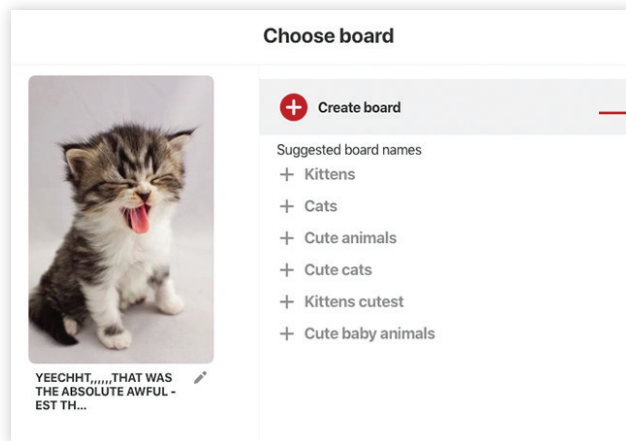 Choose board
Create board
Suggested board names
Kittens
Cats
Cute animals
Cute cats
Kittens cutest
Cute baby animals
YEECHHT,,,,,,THAT WAS
THE ABSOLUTE AWFUL -
EST TH...